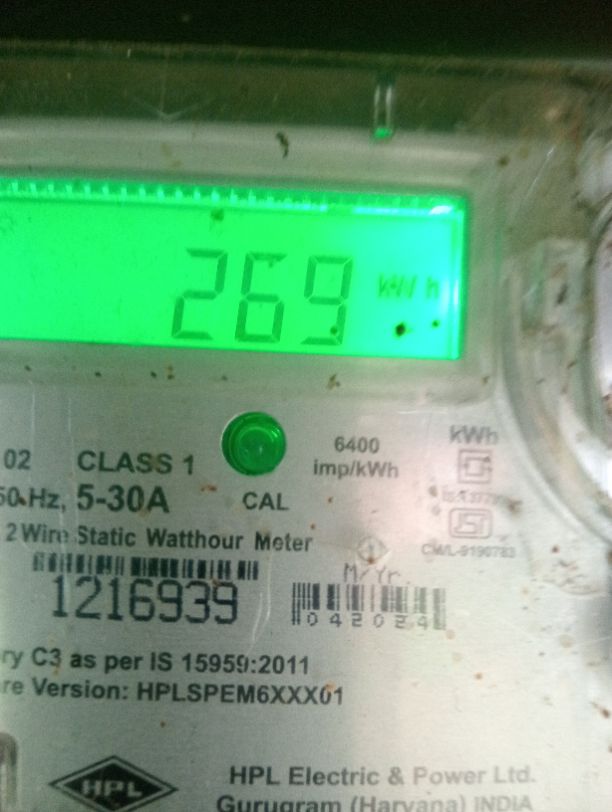 269 kWh
02 CLASS 1
6400
imp/kWh
kWh
50 Hz, 5-30A
CAL
2 Wire Static Watthour Meter
CM/L-9190783
1216939
M/Yr.
042024
ry C3 as per IS 15959:2011
re Version: HPLSPEM6XXX01
HPL
HPL Electric & Power Ltd.
Gurugram (Haryana) INDIA